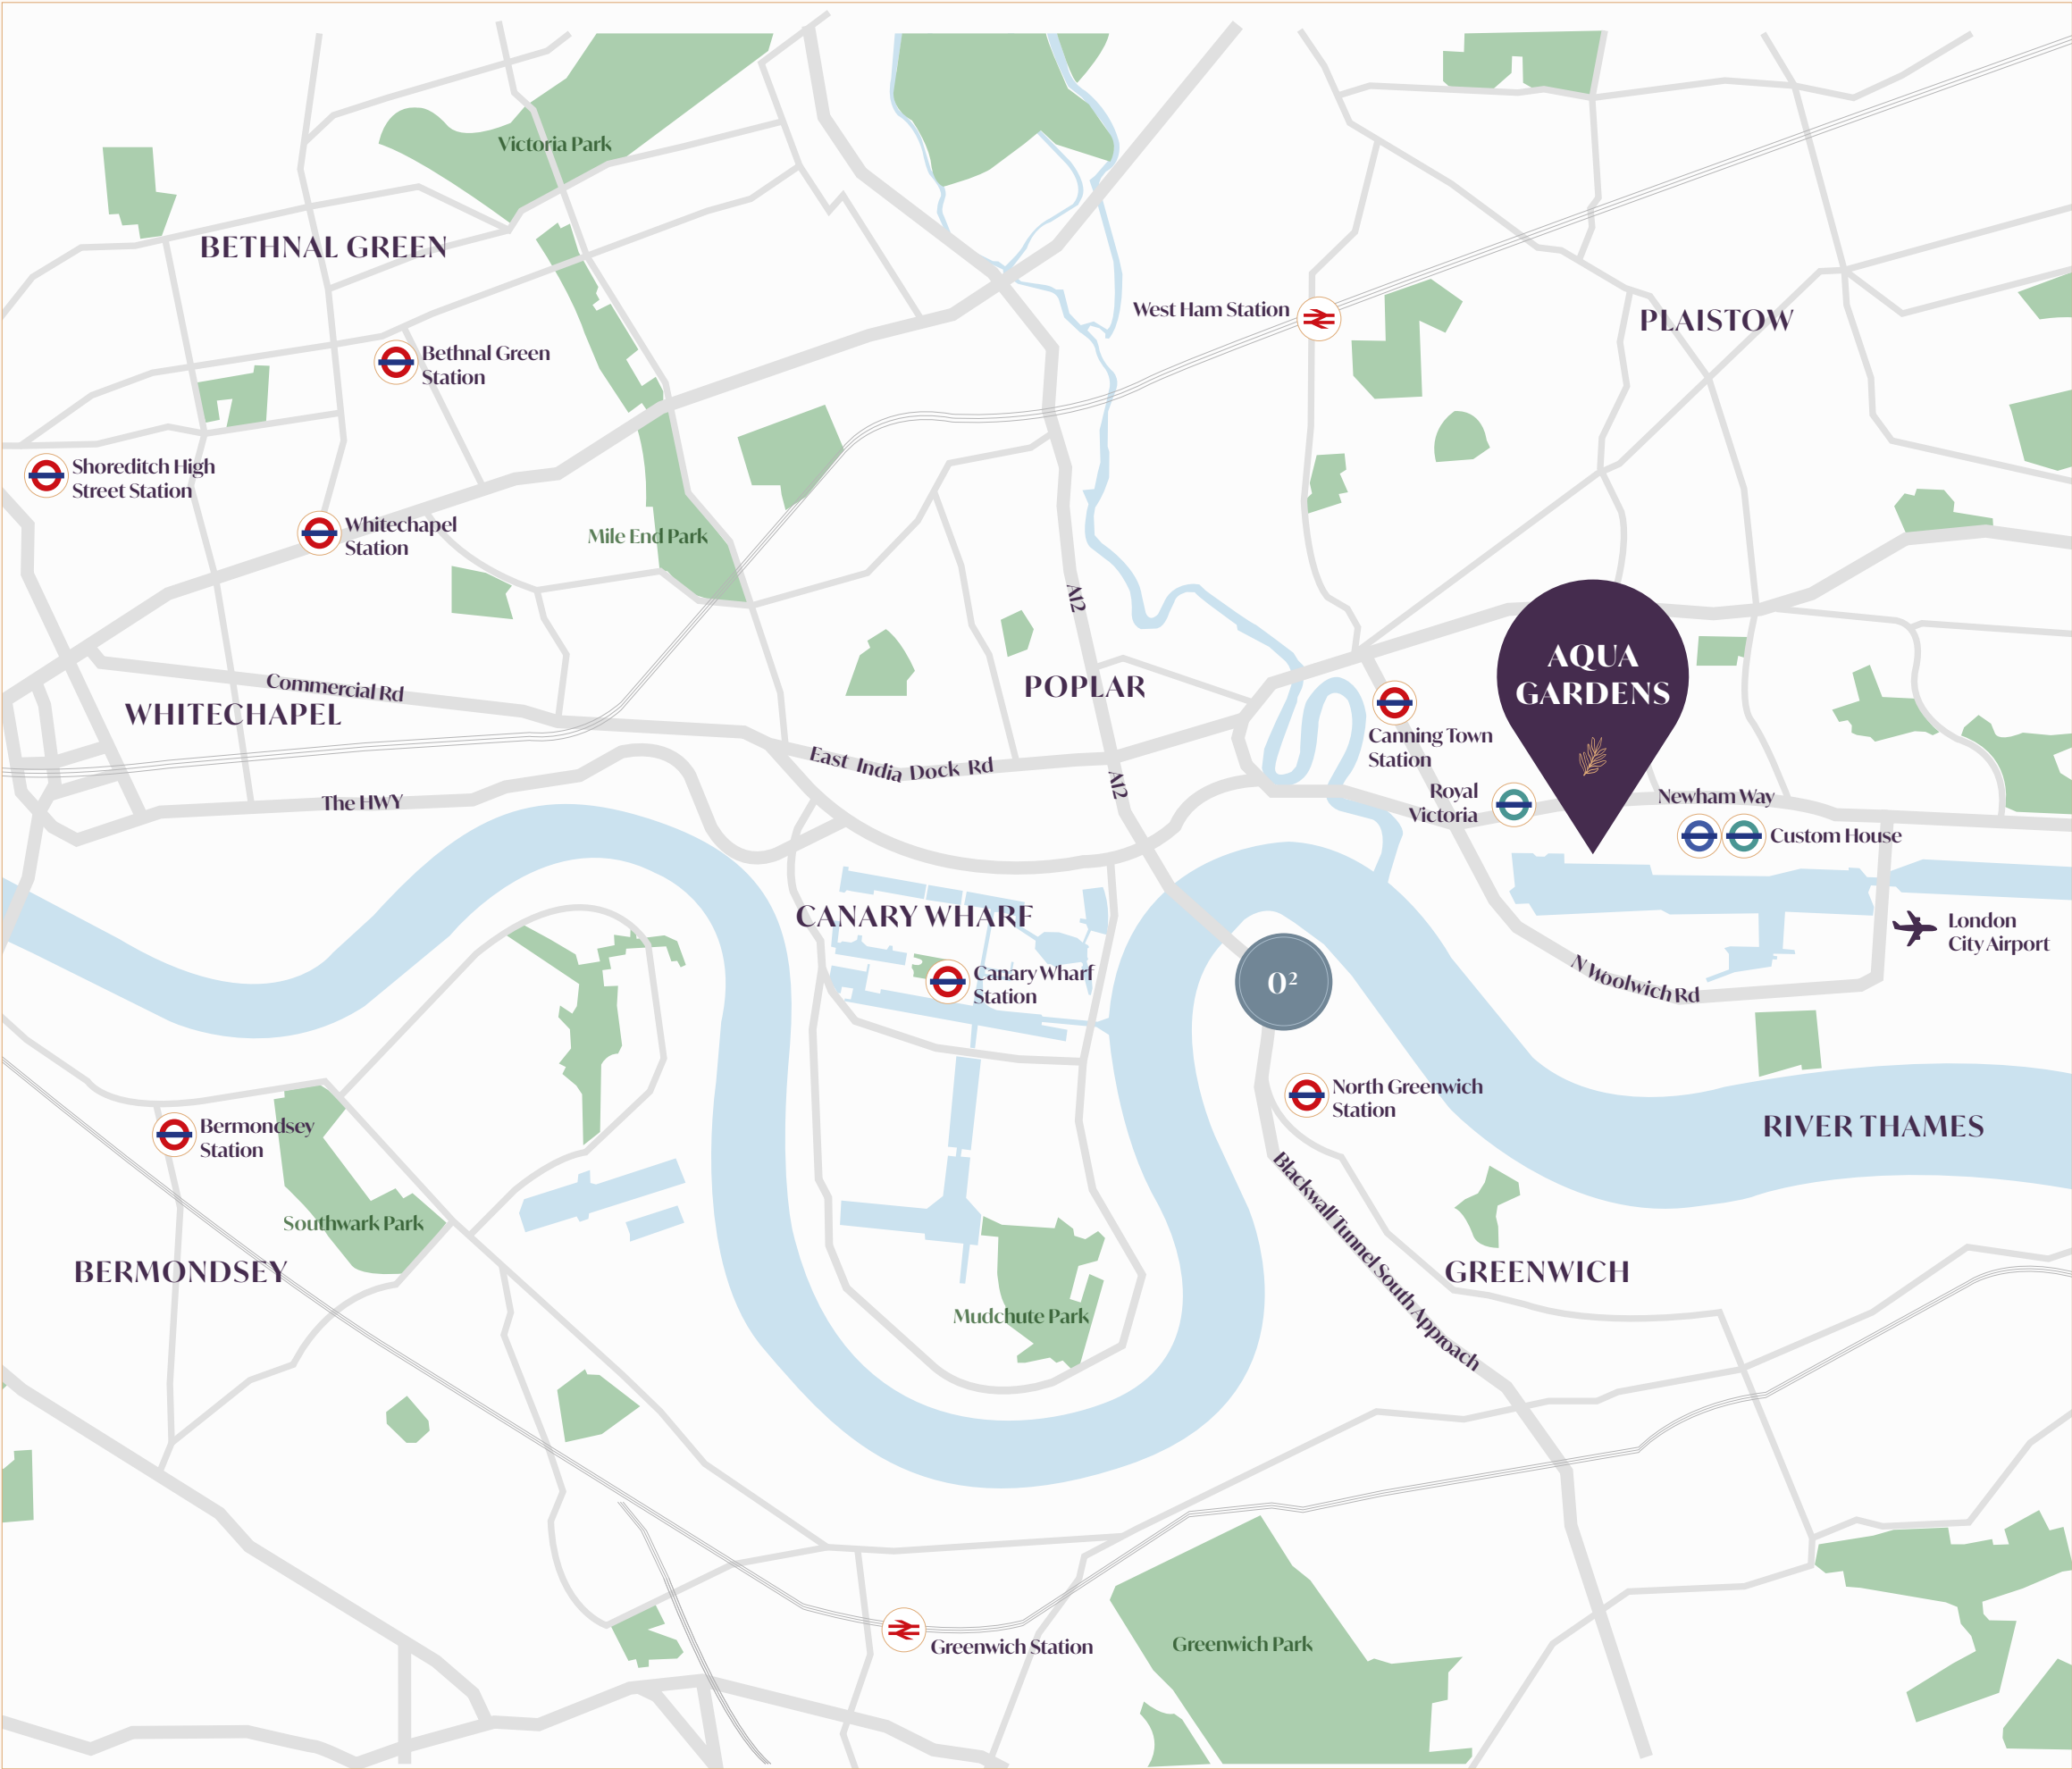 Victoria Park
BETHNAL GREEN
West Ham Station
PLAISTOW
Bethnal Green
Station
Shoreditch High
Street Station
Whitechapel
Station
Mile End Park
A12
AQUA
GARDENS
Commercial Rd
WHITECHAPEL
POPLAR
Canning Town
Station
East India Dock Rd
A12
The HWY
Royal
Victoria
Newham Way
Custom House
CANARY WHARF
London
City Airport
Canary Wharf
Station
O²
N Woolwich Rd
North Greenwich
Station
Bermondsey
Station
RIVER THAMES
Blackwall Tunnel South Approach
Southwark Park
BERMONDSEY
GREENWICH
Mudchute Park
Greenwich Station
Greenwich Park